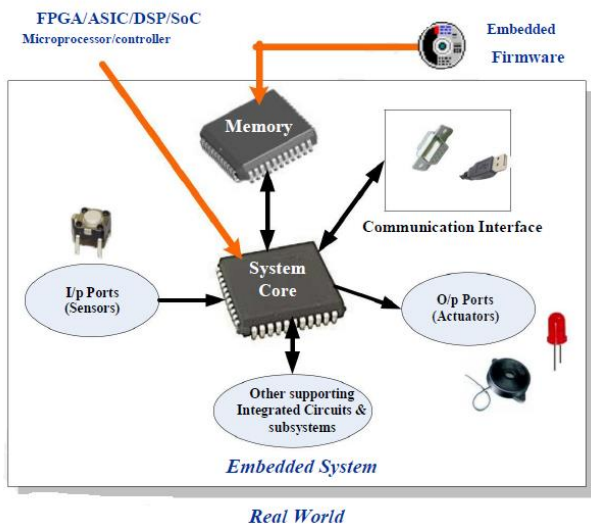 FPGA/ASIC/DSP/SoC
Microprocessor/controller
Embedded
Firmware
Memory
Communication Interface
System
Core
I/p Ports
(Sensors)
O/p Ports
(Actuators)
Other supporting
Integrated Circuits &
subsystems
Embedded System
Real World